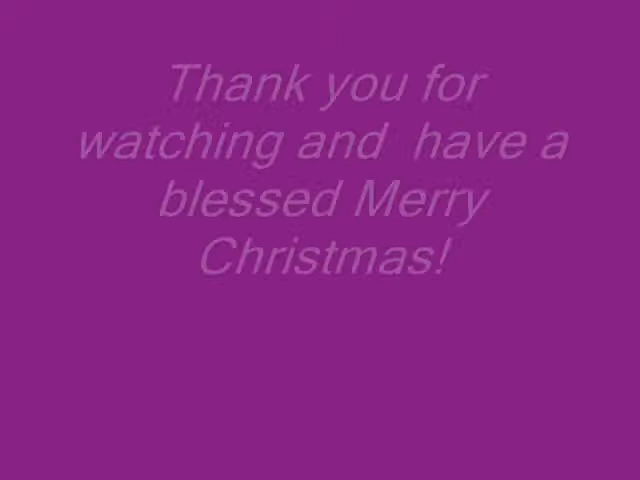 Thank you for
watching and  have a
blessed Merry
Christmas!